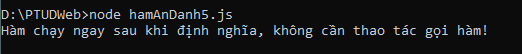 D:\PTUDWeb>node hamAnDanh5.js
Hàm chạy ngay sau khi định nghĩa, không cần thao tác gọi hàm!